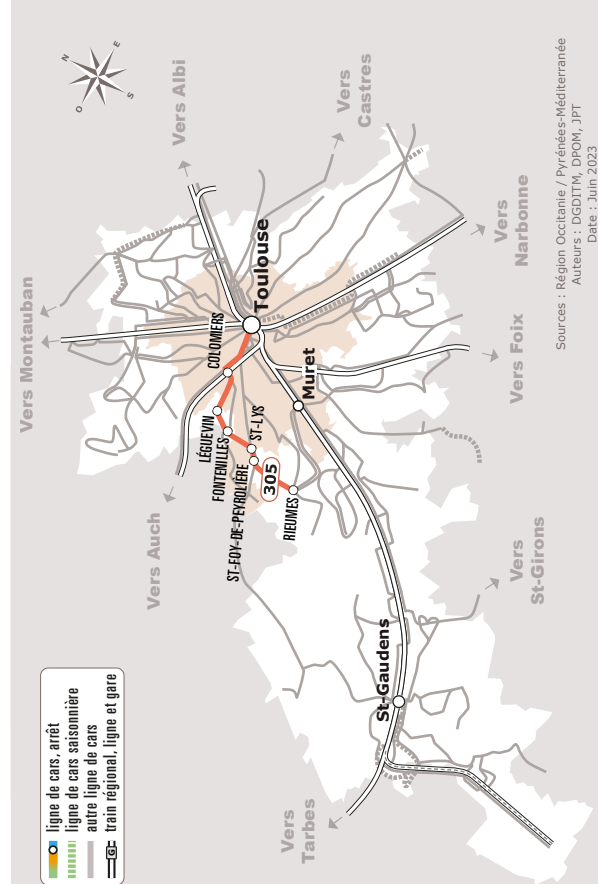 ligne de cars, arrêt
ligne de cars saisonnière
autre ligne de cars
G
train régional, ligne et gare
N
E
S
O
Vers Montauban
Vers Albi
Vers
Castres
Vers
Narbonne
Vers Foix
Vers
St-Girons
Vers
Tarbes
Vers Auch
Toulouse
COLOMIERS
LÉGUEVIN
FONTENILLES
ST-LYS
ST-FOY-DE-PEYROLIÈRE
305
RIEUMES
Muret
St-Gaudens
Sources : Région Occitanie / Pyrénées-Méditerranée
Auteurs : DGDITM, DPOM, JPT
Date : Juin 2023